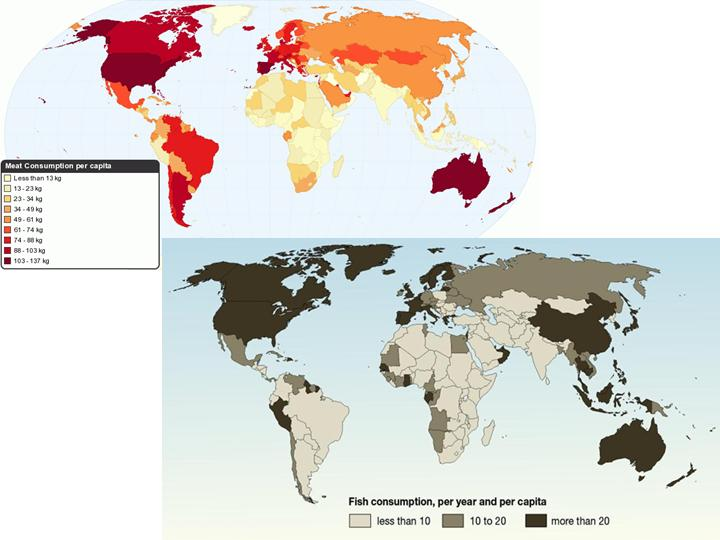 Meat Consumption per capita
Less than 13 kg
13 - 23 kg
23 - 34 kg
34 - 49 kg
49 - 61 kg
61 - 74 kg
74 - 88 kg
88 - 103 kg
103 - 137 kg
Fish consumption, per year and per capita
less than 10 10 to 20 more than 20